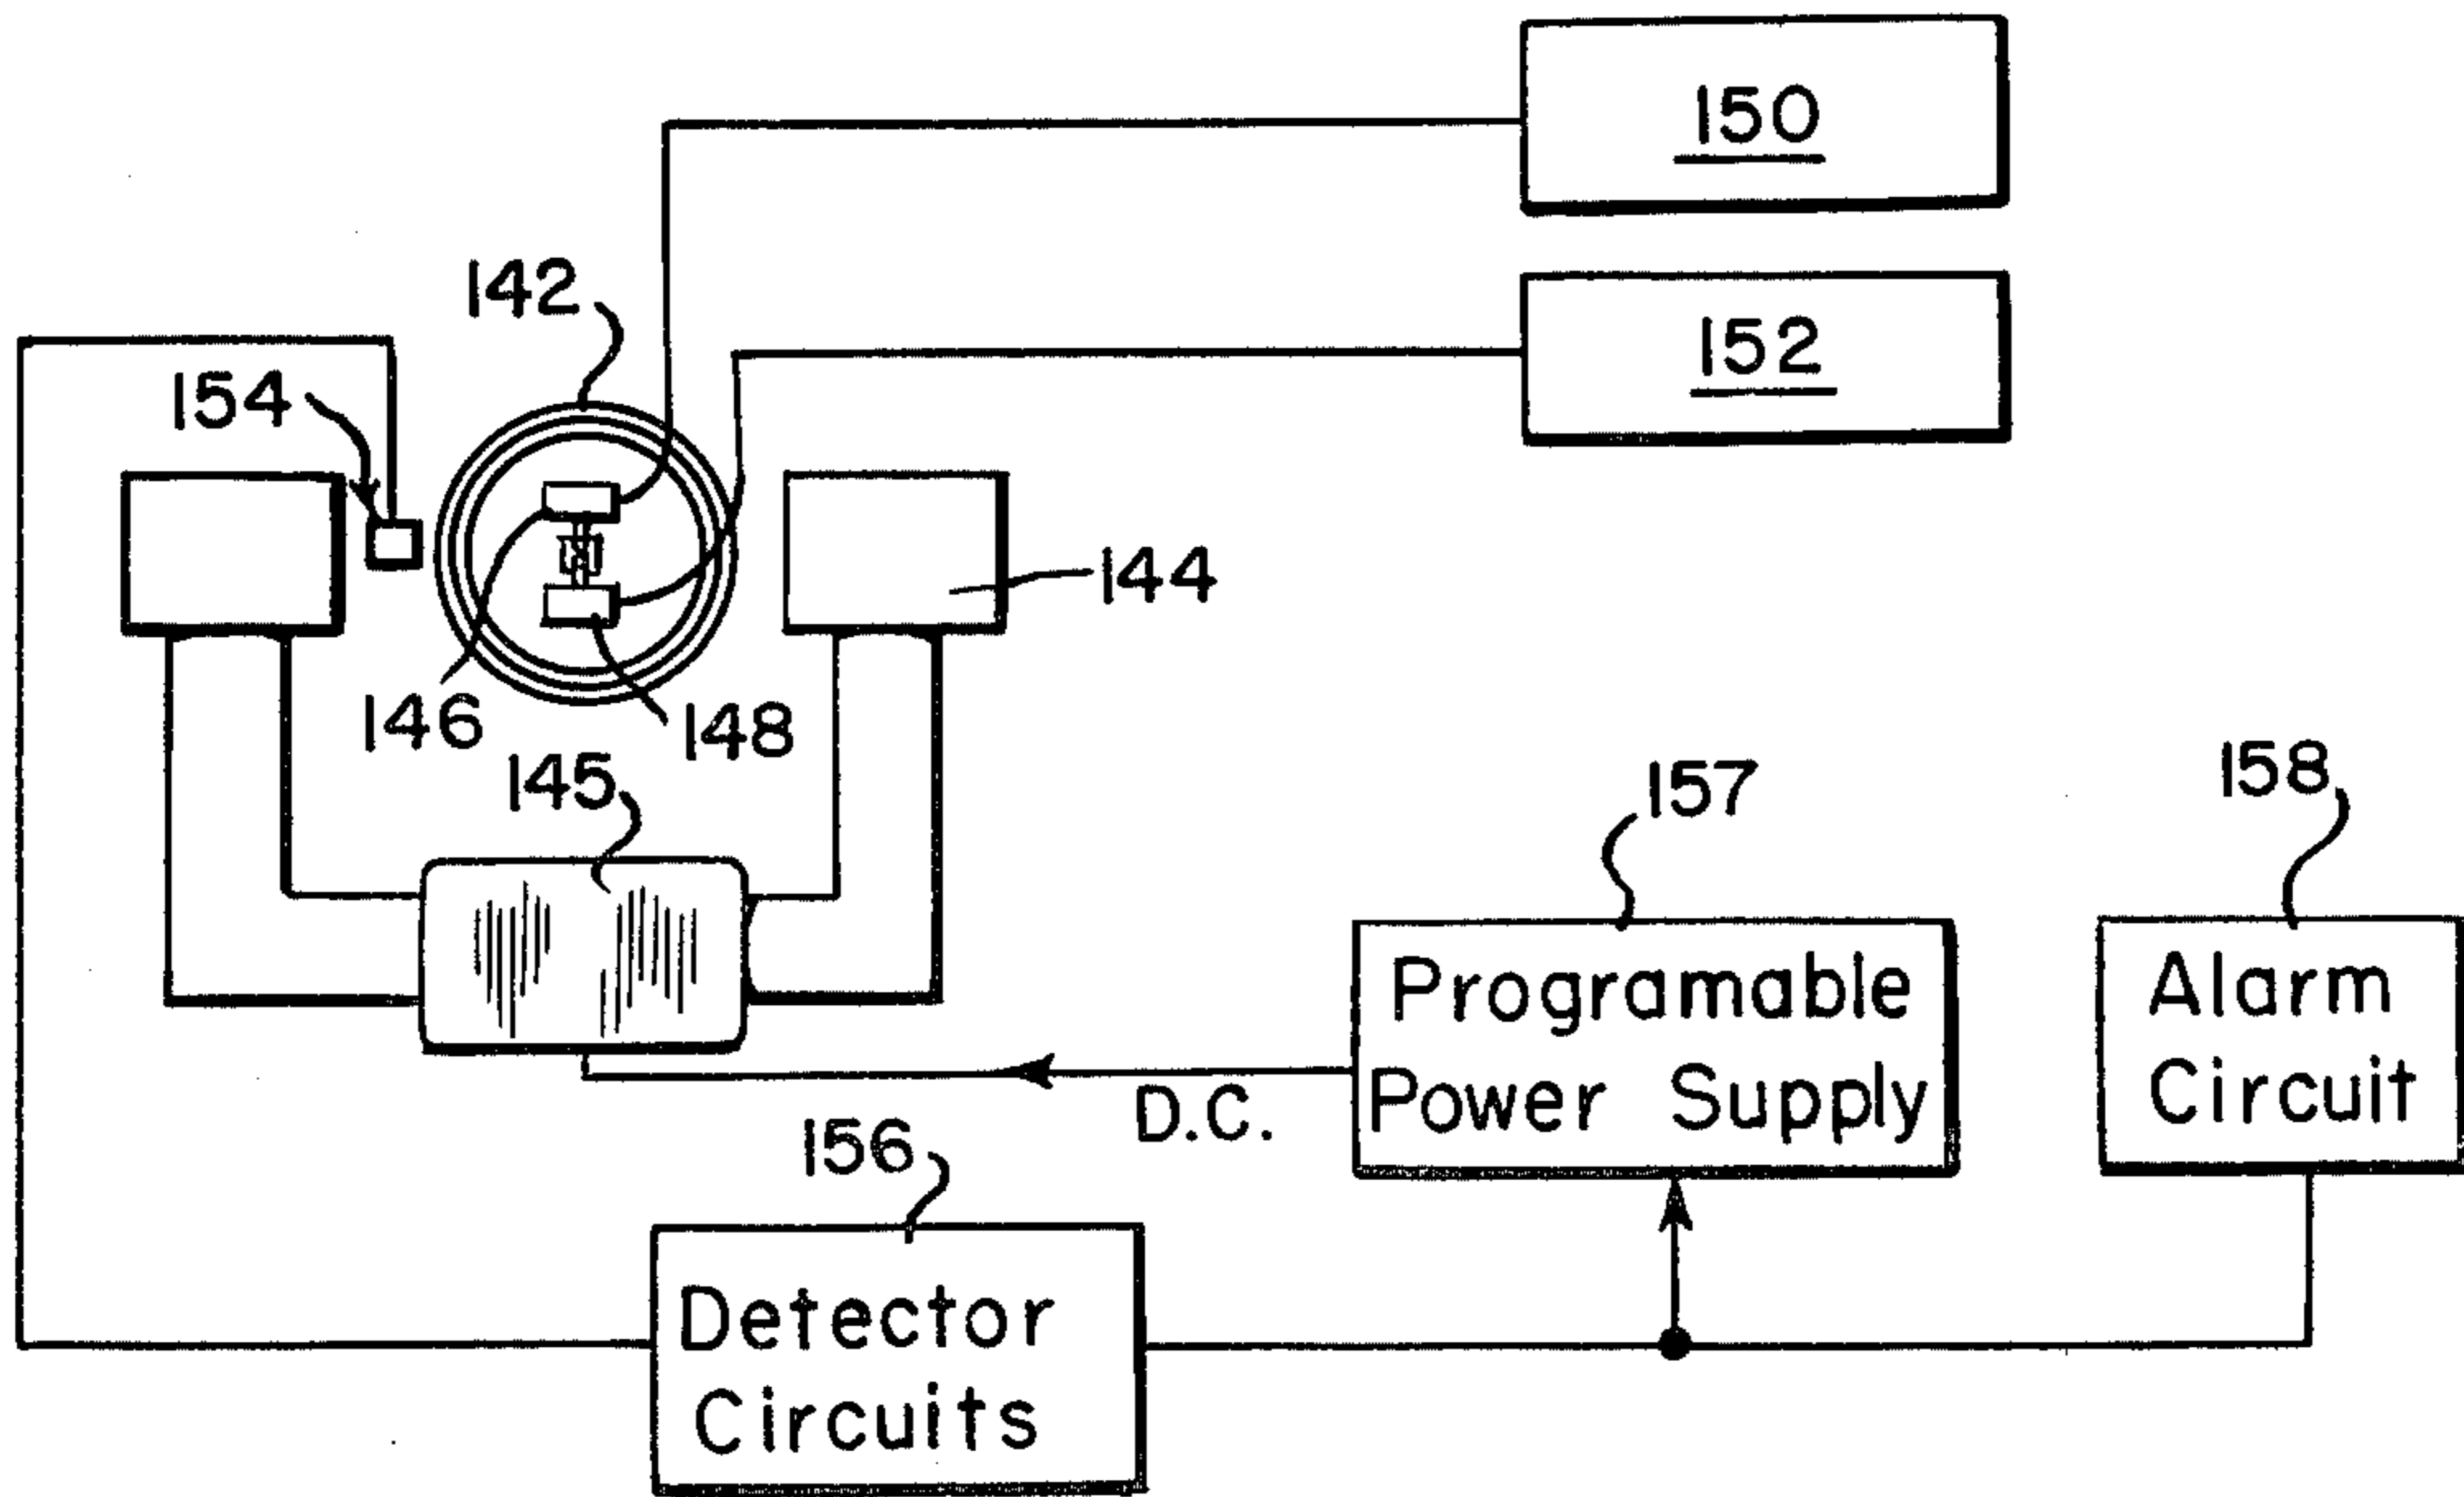 150
142
152
154
144
146
148
145
157
158
Programable
Power Supply
Alarm
Circuit
D.C.
156
Detector
Circuits